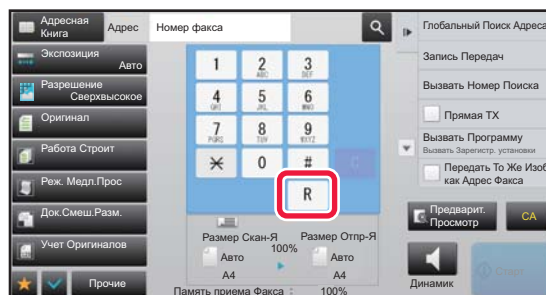 Адресная
Книга
Адрес
Номер факса
Глобальный Поиск Адреса
Экспозиция
Авто
Запись Передач
Разрешение
Сверхвысокое
Вызвать Номер Поиска
Оригинал
Прямая TX
Вызвать Программу
Вызвать Зарегистр. установки
Работа Строит
Передать То Же Изоб
как Адрес Факса
Реж. Медл.Прос
Док.Смеш.Разм.
Предварит.
Просмотр
CA
Учет Оригиналов
Прочие
1
2
ABC
3
DEF
4
GHI
5
JKL
6
MNO
7
PQRS
8
TUV
9
WXYZ
0
#
C
R
Размер Скан-Я
100%
Размер Отпр-Я
Авто
A4
Авто
A4
Память приема Факса :
100%
Динамик
Старт